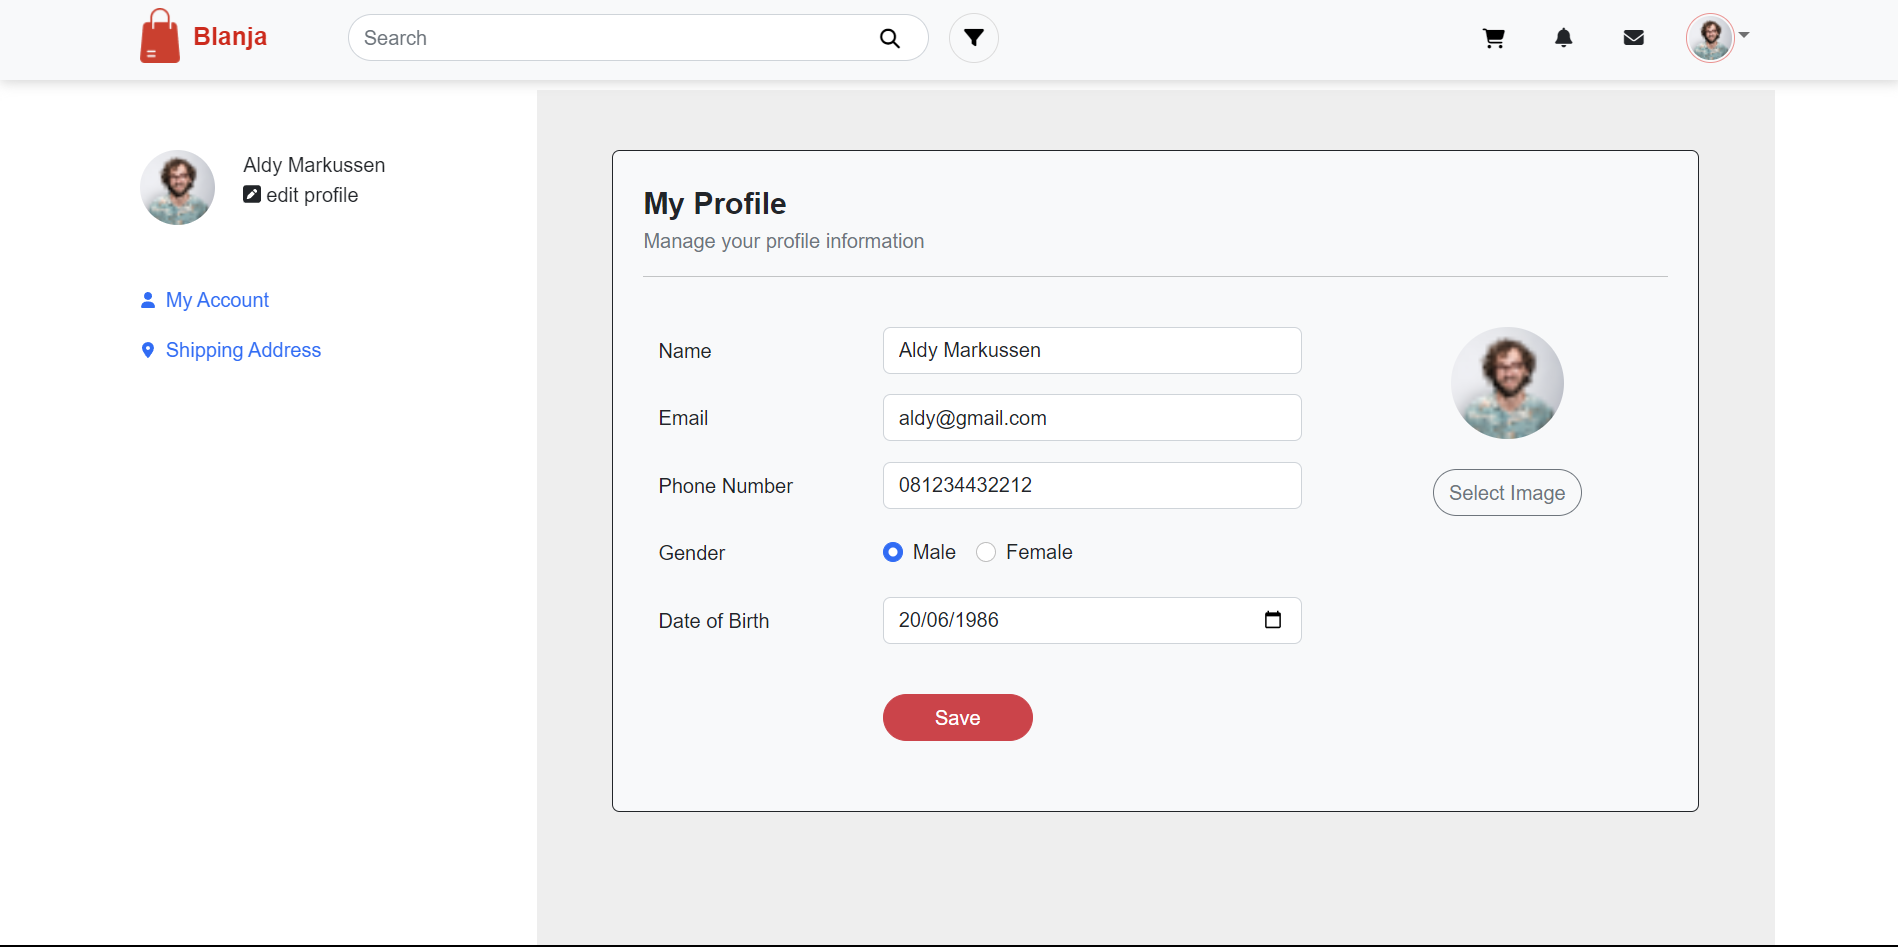 Blanja
Search
Aldy Markussen
edit profile
My Account
Shipping Address
My Profile
Manage your profile information
Name
Aldy Markussen
Email
aldy@gmail.com
Phone Number
081234432212
Gender
Male Female
Date of Birth
20/06/1986
Select Image
Save